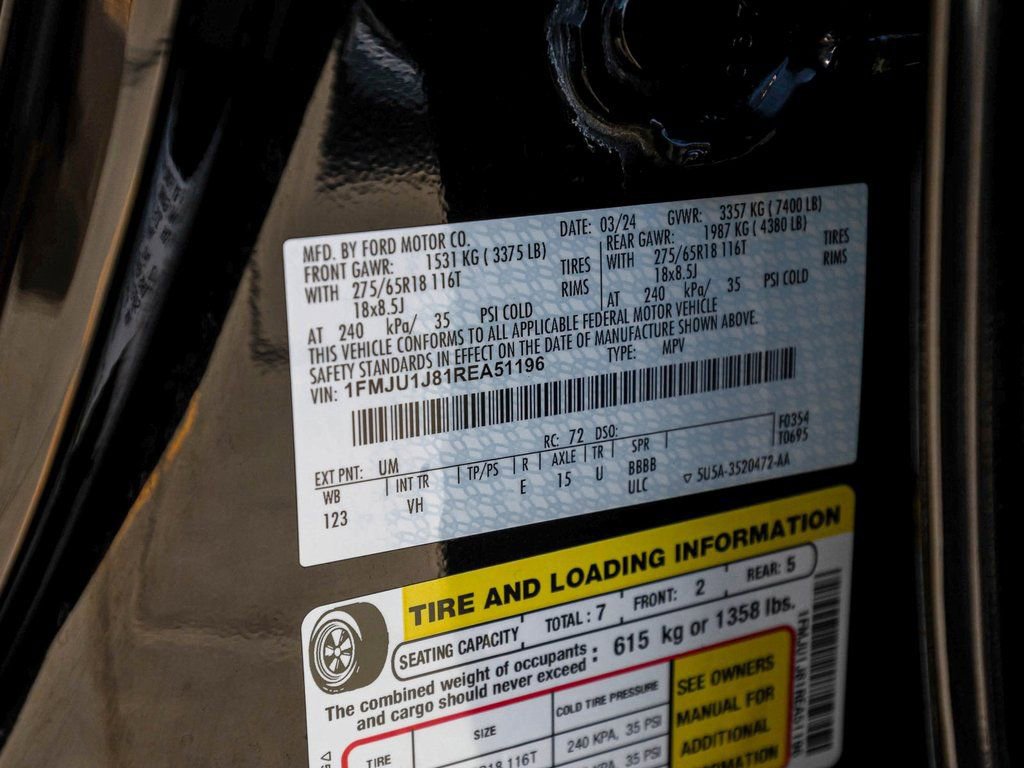 MFD. BY FORD MOTOR CO.
DATE: 03/24 GVWR: 3357 KG ( 7400 LB)
FRONT GAWR: 1531 KG ( 3375 LB)
REAR GAWR: 1987 KG ( 4380 LB)
WITH 275/65R18 116T TIRES
WITH 275/65R18 116T TIRES
18x8.5J RIMS
18x8.5J RIMS
AT 240 kPa/ 35 PSI COLD
AT 240 kPa/ 35 PSI COLD
THIS VEHICLE CONFORMS TO ALL APPLICABLE FEDERAL MOTOR VEHICLE
SAFETY STANDARDS IN EFFECT ON THE DATE OF MANUFACTURE SHOWN ABOVE.
VIN: 1FMJU1J81REA51196 TYPE: MPV
F0354
T0695
EXT PNT: UM RC: 72 DSO:
WB INT TR TP/PS R AXLE TR SPR
123 VH E 15 U BBBB
ULC ▽ 5U5A-3520472-AA
TIRE AND LOADING INFORMATION
SEATING CAPACITY TOTAL : 7 FRONT: 2 REAR: 5
The combined weight of occupants
and cargo should never exceed : 615 kg or 1358 lbs.
TIRE SIZE COLD TIRE PRESSURE
R18 116T 240 KPA, 35 PSI
240 KPA, 35 PSI
SEE OWNERS
MANUAL FOR
ADDITIONAL
1FMJU1J81REA51196